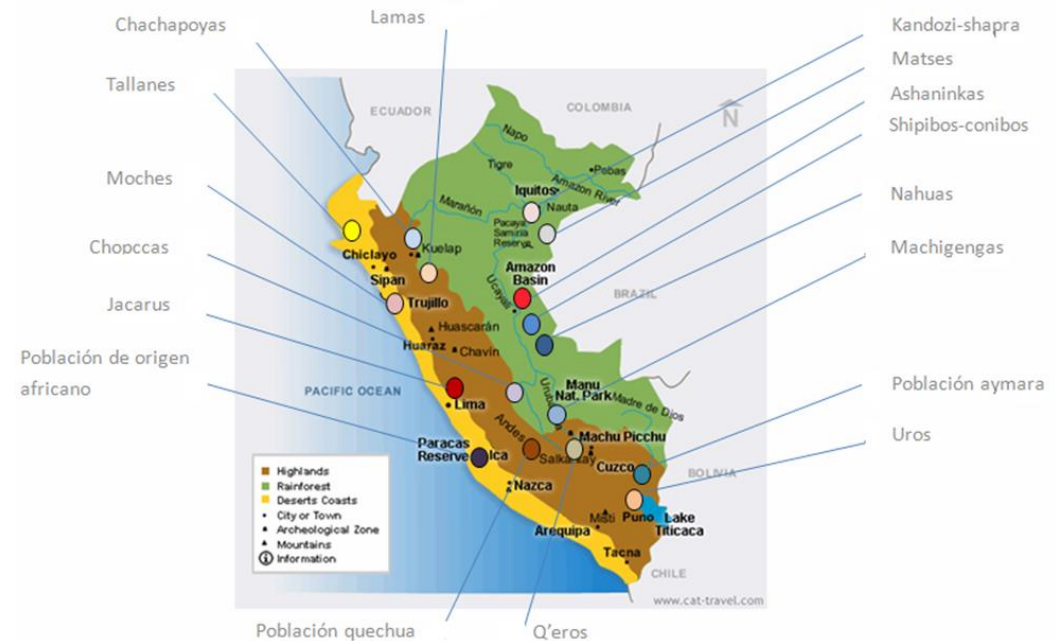 Chachapoyas
Lamas
Kandozi-shapra
Matses
Tallanes
Ashaninkas
Shipibos-conibos
Moches
Nahuas
Chopccas
Machigengas
Jacarus
Población de origen
africano
Población aymara
Uros
Población quechua
Q'eros
ECUADOR
COLOMBIA
N
Napo
Tigre
Pebas
Amazon River
Iquitos
Nauta
Marañón
Pacaya
Samiria
Reserve
Kuelap
Chiclayo
Sipan
Amazon
Basin
Ucayali
BRAZIL
Trujillo
Huascarán
Huaraz
Chavín
PACIFIC OCEAN
Manu
Nat. Park
Madre de Dios
Lima
Andes
Machu Picchu
Paracas
Reserve
Ica
Cuzco
BOLIVIA
Nazca
Misti
Puno
Lake
Titicaca
Arequipa
Tacna
CHILE
Highlands
Rainforest
Deserts Coasts
City or Town
Archeological Zone
Mountains
Information
www.cat-travel.com